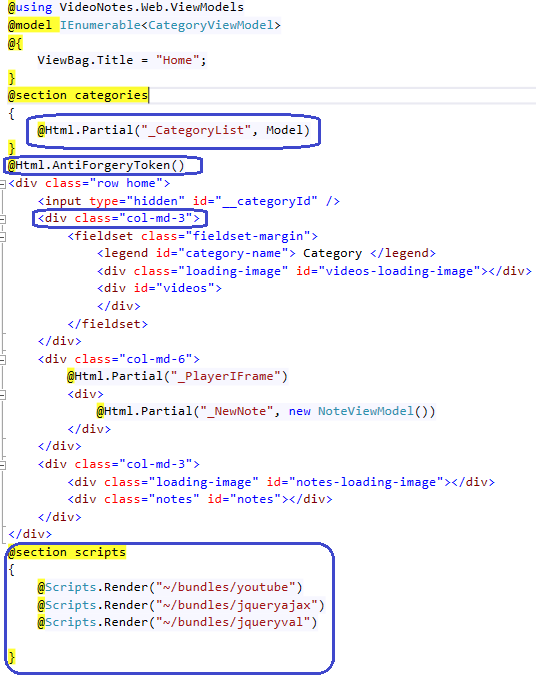 @using VideoNotes.Web.ViewModels
@model IEnumerable<CategoryViewModel>
@{
    ViewBag.Title = "Home";
}
@section categories
{
    @Html.Partial("_CategoryList", Model)
}
@Html.AntiForgeryToken()
<div class="row home">
    <input type="hidden" id="__categoryId" />
    <div class="col-md-3">
        <fieldset class="fieldset-margin">
            <legend id="category-name"> Category </legend>
            <div class="loading-image" id="videos-loading-image"></div>
            <div id="videos">
            </div>
        </fieldset>
    </div>
    <div class="col-md-6">
        @Html.Partial("_PlayerIFrame")
        <div>
            @Html.Partial("_NewNote", new NoteViewModel())
        </div>
    </div>
    <div class="col-md-3">
        <div class="loading-image" id="notes-loading-image"></div>
        <div class="notes" id="notes"></div>
    </div>
</div>
@section scripts
{
    @Scripts.Render("~/bundles/youtube")
    @Scripts.Render("~/bundles/jqueryajax")
    @Scripts.Render("~/bundles/jqueryval")
}